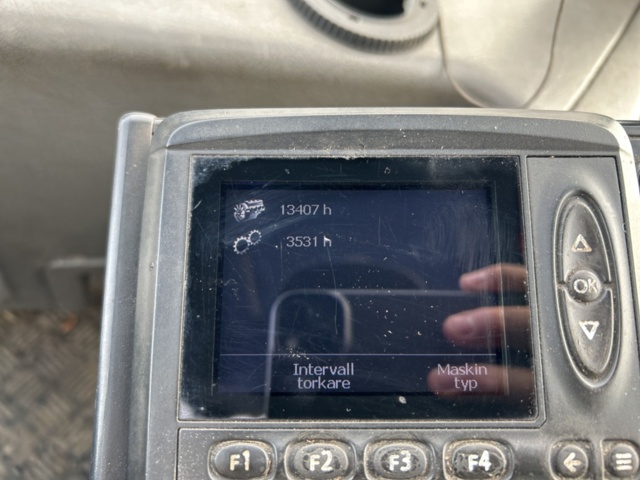 13407 h
3531 h
Intervall
torkare
Maskin
typ
OK
F1 F2 F3 F4